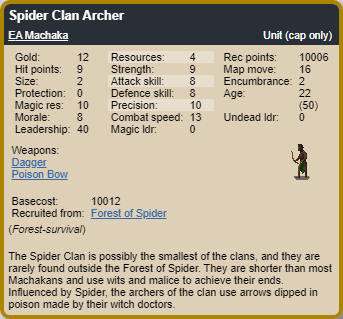 Spider Clan Archer
EA Machaka Unit (cap only)
Gold: 12 Resources: 4 Rec points: 10006
Hit points: 9 Strength: 9 Map move: 16
Size: 2 Attack skill: 8 Encumbrance: 2
Protection: 0 Defence skill: 8 Age: 22
Magic res: 10 Precision: 10 (50)
Morale: 8 Combat speed: 13 Undead ldr: 0
Leadership: 40 Magic ldr: 0
Weapons:
Dagger
Poison Bow
Basecost: 10012
Recruited from: Forest of Spider
(Forest-survival)
The Spider Clan is possibly the smallest of the clans, and they are
rarely found outside the Forest of Spider. They are shorter than most
Machakans and use wits and malice to achieve their ends.
Influenced by Spider, the archers of the clan use arrows dipped in
poison made by their witch doctors.